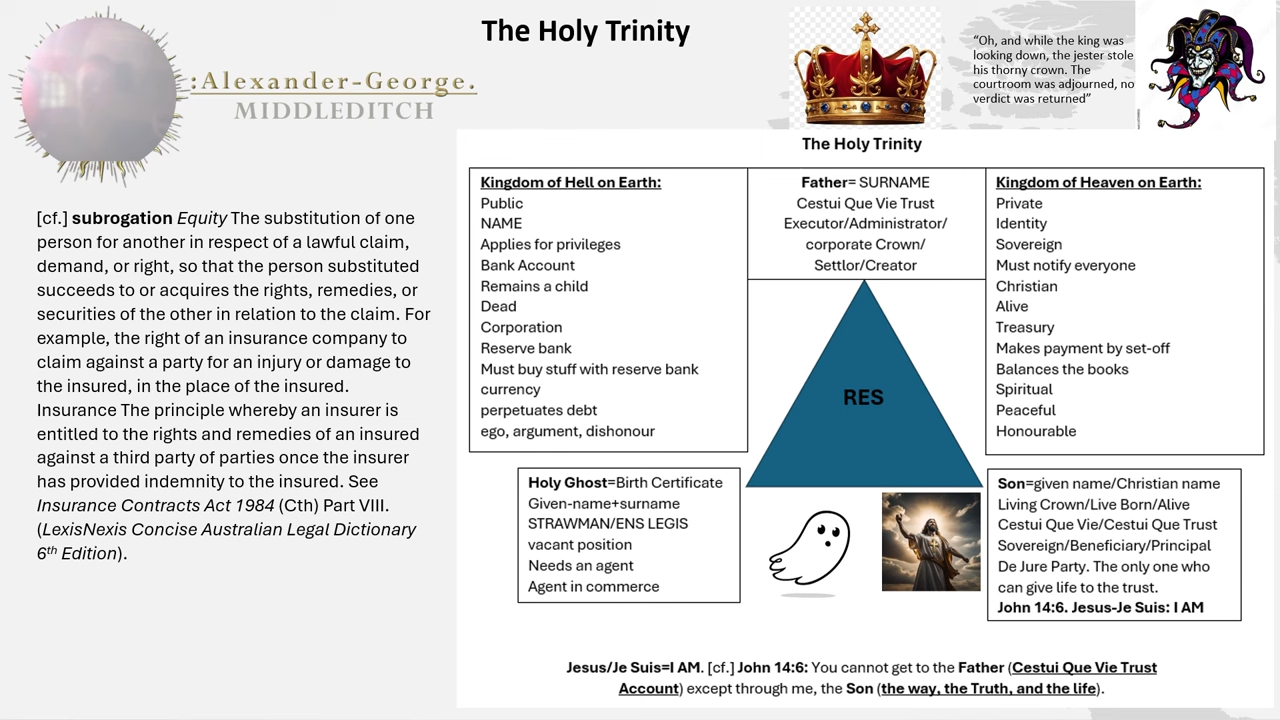 The Holy Trinity
:Alexander-George.
MIDDLEDITCH
“Oh, and while the king was
looking down, the jester stole
his thorny crown. The
courtroom was adjourned, no
verdict was returned”
[cf.] subrogation Equity The substitution of one
person for another in respect of a lawful claim,
demand, or right, so that the person substituted
succeeds to or acquires the rights, remedies, or
securities of the other in relation to the claim. For
example, the right of an insurance company to
claim against a party for an injury or damage to
the insured, in the place of the insured.
Insurance The principle whereby an insurer is
entitled to the rights and remedies of an insured
against a third party of parties once the insurer
has provided indemnity to the insured. See
Insurance Contracts Act 1984 (Cth) Part VIII.
(LexisNexis Concise Australian Legal Dictionary
6th Edition).
The Holy Trinity
Kingdom of Hell on Earth:
Public
NAME
Applies for privileges
Bank Account
Remains a child
Dead
Corporation
Reserve bank
Must buy stuff with reserve bank
currency
perpetuates debt
ego, argument, dishonour
Father= SURNAME
Cestui Que Vie Trust
Executor/Administrator/
corporate Crown/
Settlor/Creator
Kingdom of Heaven on Earth:
Private
Identity
Sovereign
Must notify everyone
Christian
Alive
Treasury
Makes payment by set-off
Balances the books
Spiritual
Peaceful
Honourable
RES
Holy Ghost=Birth Certificate
Given-name+surname
STRAWMAN/ENS LEGIS
vacant position
Needs an agent
Agent in commerce
Son=given name/Christian name
Living Crown/Live Born/Alive
Cestui Que Vie/Cestui Que Trust
Sovereign/Beneficiary/Principal
De Jure Party. The only one who
can give life to the trust.
John 14:6. Jesus-Je Suis: I AM
Jesus/Je Suis=I AM. [cf.] John 14:6: You cannot get to the Father (Cestui Que Vie Trust
Account) except through me, the Son (the way, the Truth, and the life).